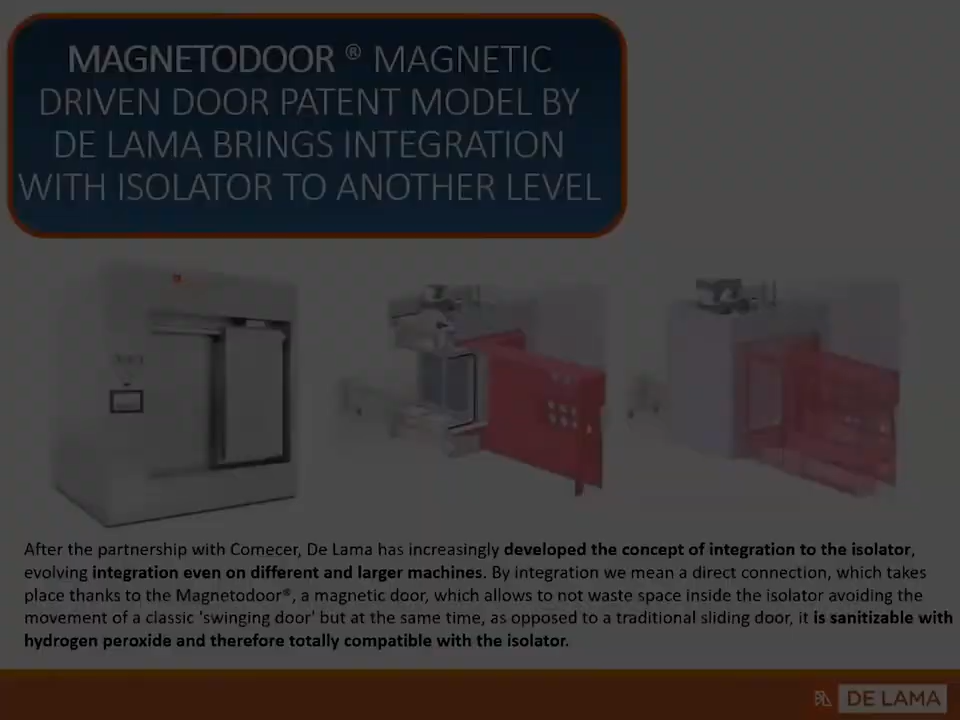 MAGNETODOOR ® MAGNETIC
DRIVEN DOOR PATENT MODEL BY
DE LAMA BRINGS INTEGRATION
WITH ISOLATOR TO ANOTHER LEVEL
After the partnership with Comecer, De Lama has increasingly developed the concept of integration to the isolator,
evolving integration even on different and larger machines. By integration we mean a direct connection, which takes
place thanks to the Magnetodoor®, a magnetic door, which allows to not waste space inside the isolator avoiding the
movement of a classic 'swinging door' but at the same time, as opposed to a traditional sliding door, it is sanitizable with
hydrogen peroxide and therefore totally compatible with the isolator.
DE LAMA